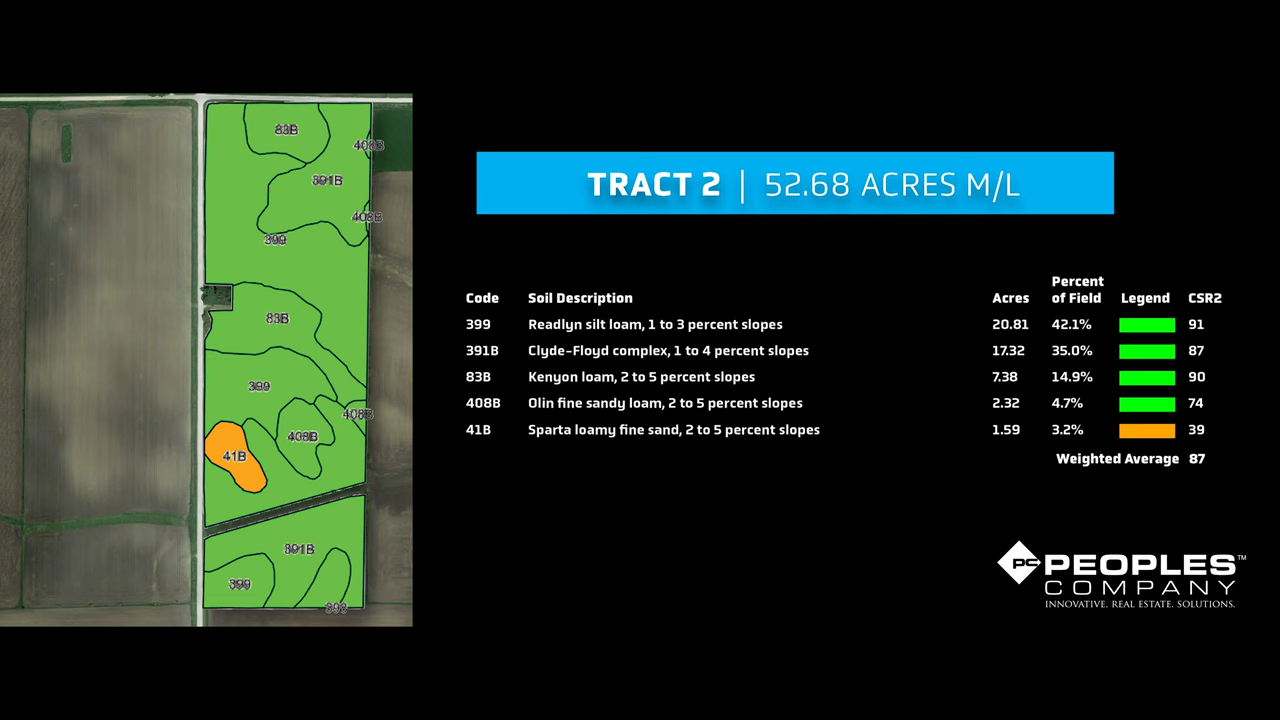 83B
408B
391B
408B
399
83B
399
408B
408B
41B
391B
399
399
TRACT 2 | 52.68 ACRES M/L
Code Soil Description Acres Percent of Field Legend CSR2
399 Readlyn silt loam, 1 to 3 percent slopes 20.81 42.1% 91
391B Clyde-Floyd complex, 1 to 4 percent slopes 17.32 35.0% 87
83B Kenyon loam, 2 to 5 percent slopes 7.38 14.9% 90
408B Olin fine sandy loam, 2 to 5 percent slopes 2.32 4.7% 74
41B Sparta loamy fine sand, 2 to 5 percent slopes 1.59 3.2% 39
Weighted Average 87
PC PEOPLES™
COMPANY
INNOVATIVE. REAL ESTATE. SOLUTIONS.